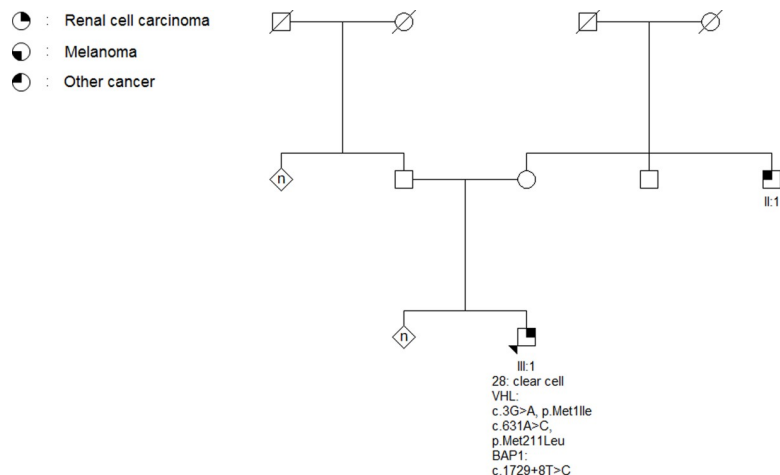 : Renal cell carcinoma
: Melanoma
: Other cancer
n
II:1
n
III:1
28: clear cell
VHL:
c.3G>A, p.Met1Ile
c.631A>C,
p.Met211Leu
BAP1:
c.1729+8T>C